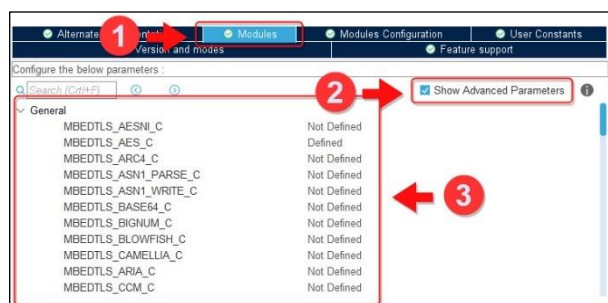 Alternate
Modules
Modules Configuration
User Constants
Version and modes
Feature support
1
Configure the below parameters :
Search (Crtl+F)
2
Show Advanced Parameters
General
MBEDTLS_AESNI_C Not Defined
MBEDTLS_AES_C Defined
MBEDTLS_ARC4_C Not Defined
MBEDTLS_ASN1_PARSE_C Not Defined
MBEDTLS_ASN1_WRITE_C Not Defined
MBEDTLS_BASE64_C Not Defined
MBEDTLS_BIGNUM_C Not Defined
MBEDTLS_BLOWFISH_C Not Defined
MBEDTLS_CAMELLIA_C Not Defined
MBEDTLS_ARIA_C Not Defined
MBEDTLS_CCM_C Not Defined
3